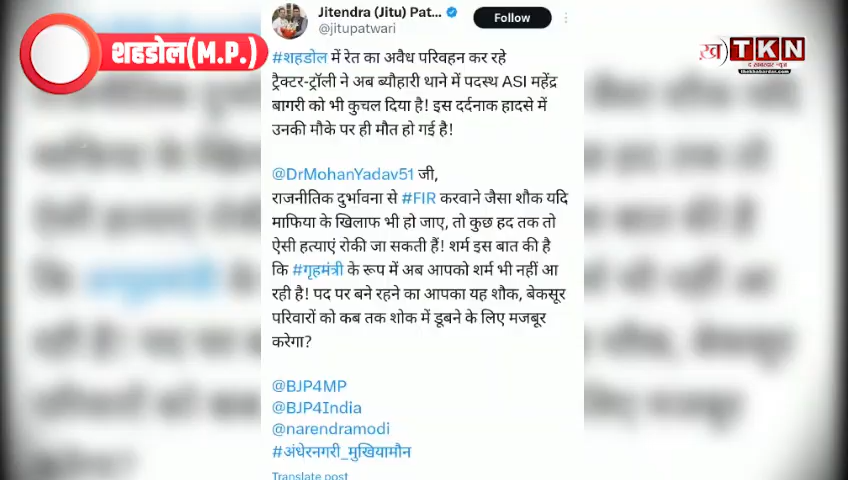 शहडोल(M.P.)
Jitendra (Jitu) Pat...
@jitupatwari
Follow
TKN
द खबरदार न्यूज
thekhabardar.com
#शहडोल में रेत का अवैध परिवहन कर रहे
ट्रैक्टर-ट्रॉली ने अब ब्यौहारी थाने में पदस्थ ASI महेंद्र
बागरी को भी कुचल दिया है! इस दर्दनाक हादसे में
उनकी मौके पर ही मौत हो गई है!
@DrMohanYadav51 जी,
राजनीतिक दुर्भावना से #FIR करवाने जैसा शौक यदि
माफिया के खिलाफ भी हो जाए, तो कुछ हद तक तो
ऐसी हत्याएं रोकी जा सकती हैं! शर्म इस बात की है
कि #गृहमंत्री के रूप में अब आपको शर्म भी नहीं आ
रही है! पद पर बने रहने का आपका यह शौक, बेकसूर
परिवारों को कब तक शोक में डूबने के लिए मजबूर
करेगा?
@BJP4MP
@BJP4India
@narendramodi
#अंधेरनगरी_मुखियामौन
Translate post